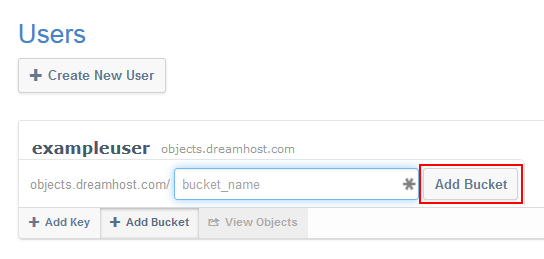 Users
+ Create New User
exampleuser objects.dreamhost.com
objects.dreamhost.com/ bucket_name * Add Bucket
+ Add Key + Add Bucket View Objects